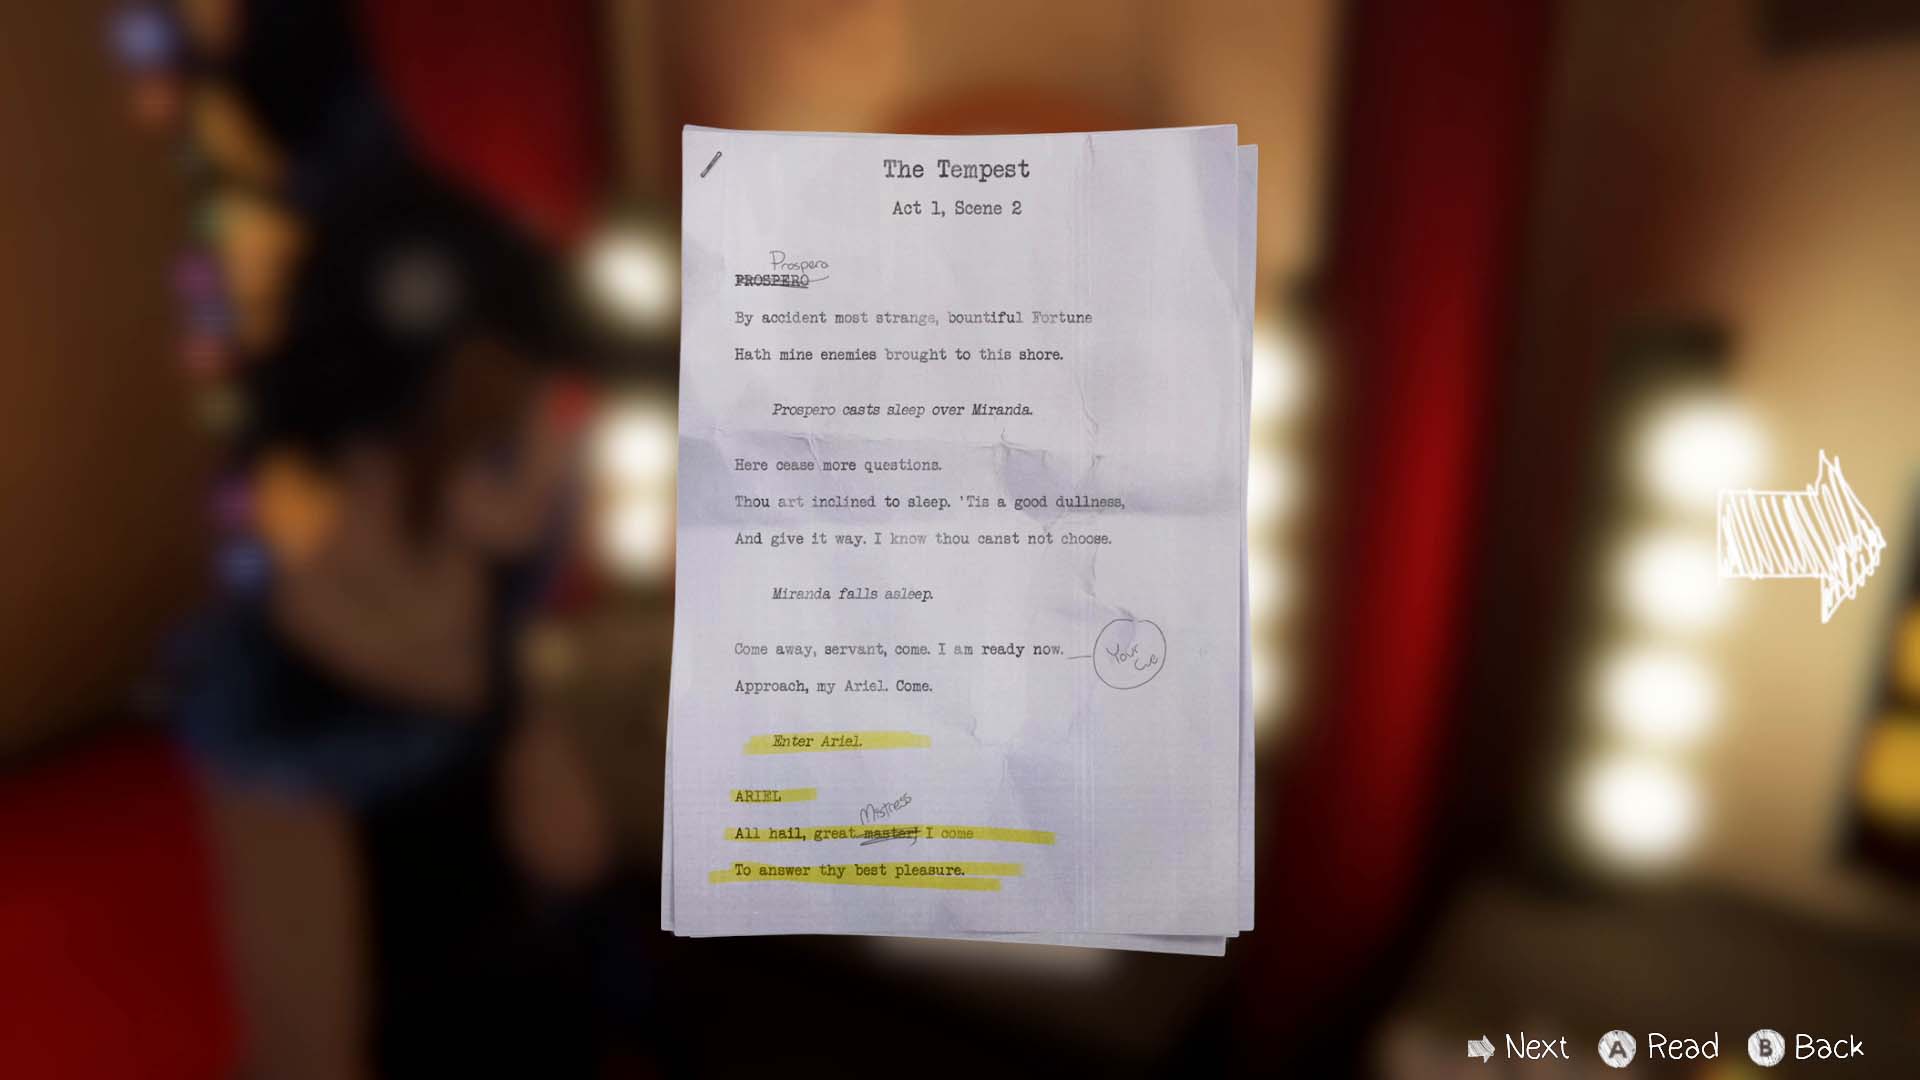 The Tempest
Act 1, Scene 2
Prospera
PROSPERO
By accident most strange, bountiful Fortune
Hath mine enemies brought to this shore.
Prospero casts sleep over Miranda.
Here cease more questions.
Thou art inclined to sleep. 'Tis a good dullness,
And give it way. I know thou canst not choose.
Miranda falls asleep.
Come away, servant, come. I am ready now.
Your
Cue
Approach, my Ariel. Come.
Enter Ariel.
ARIEL
Mistress
All hail, great master, I come
To answer thy best pleasure.
Next A Read B Back